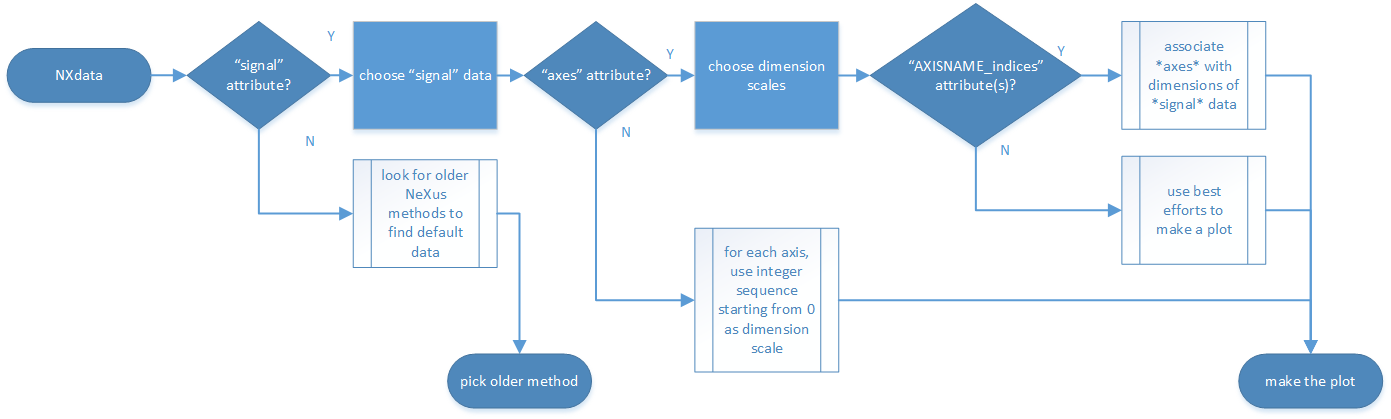 NXdata
“signal”
attribute?
Y
N
choose “signal” data
look for older
NeXus
methods to
find default
data
pick older method
“axes” attribute?
Y
N
choose dimension
scales
for each axis,
use integer
sequence
starting from 0
as dimension
scale
“AXISNAME_indices”
attribute(s)?
Y
N
associate
*axes* with
dimensions of
*signal* data
use best
efforts to
make a plot
make the plot